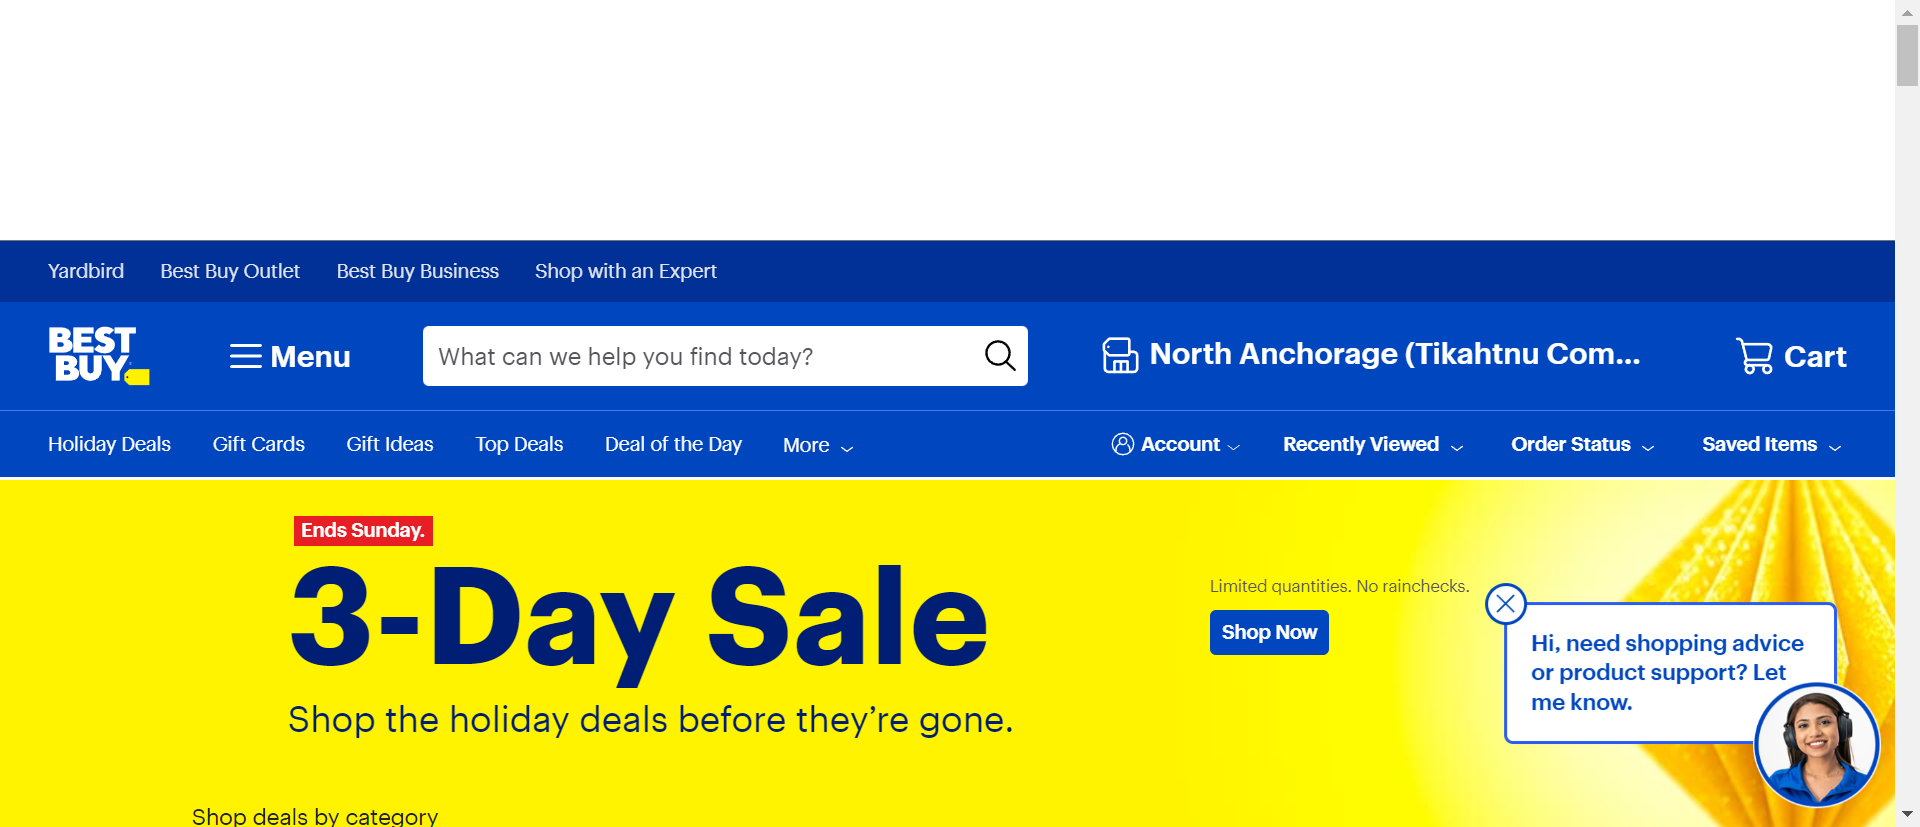 Yardbird Best Buy Outlet Best Buy Business Shop with an Expert
BEST
BUY
Menu
What can we help you find today?
North Anchorage (Tikahtnu Com...
Cart
Holiday Deals Gift Cards Gift Ideas Top Deals Deal of the Day More
Account Recently Viewed Order Status Saved Items
Ends Sunday.
3-Day Sale
Shop the holiday deals before they’re gone.
Limited quantities. No rainchecks.
Shop Now
Hi, need shopping advice
or product support? Let
me know.
Shop deals by category